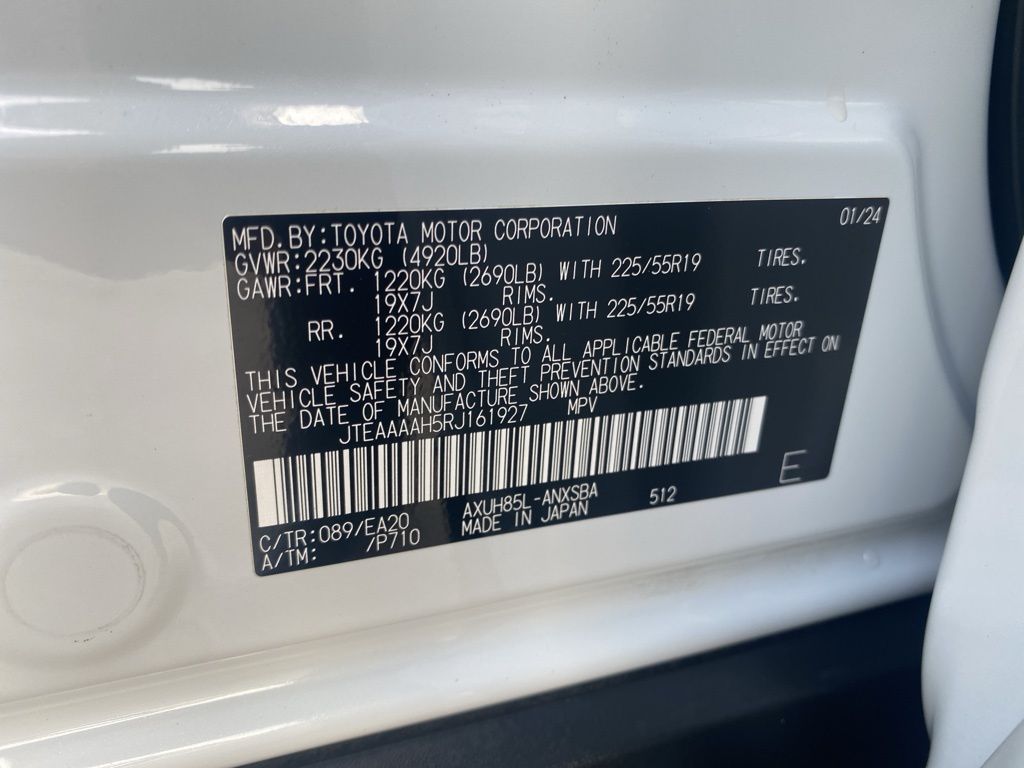 01/24
MFD.BY:TOYOTA MOTOR CORPORATION
GVWR:2230KG (4920LB)
GAWR:FRT. 1220KG (2690LB) WITH 225/55R19 TIRES.
19X7J RIMS.
RR. 1220KG (2690LB) WITH 225/55R19 TIRES.
19X7J RIMS.
THIS VEHICLE CONFORMS TO ALL APPLICABLE FEDERAL MOTOR
VEHICLE SAFETY AND THEFT PREVENTION STANDARDS IN EFFECT ON
THE DATE OF MANUFACTURE SHOWN ABOVE.
JTEAAAAH5RJ161927 MPV
E
C/TR:089/EA20 AXUH85L-ANXSBA 512
A/TM: /P710 MADE IN JAPAN